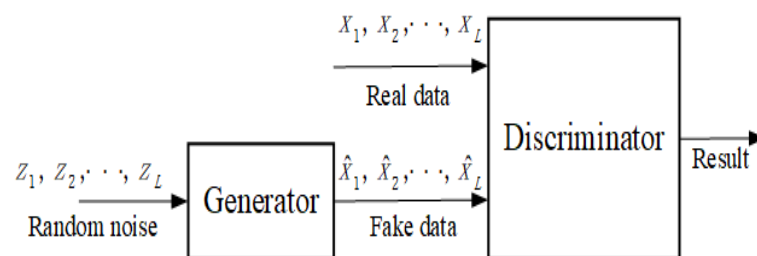 X₁, X₂,···, X_L
Real data
Discriminator
Result
Z₁, Z₂,···, Z_L
Random noise
Generator
X̂₁, X̂₂,···, X̂_L
Fake data